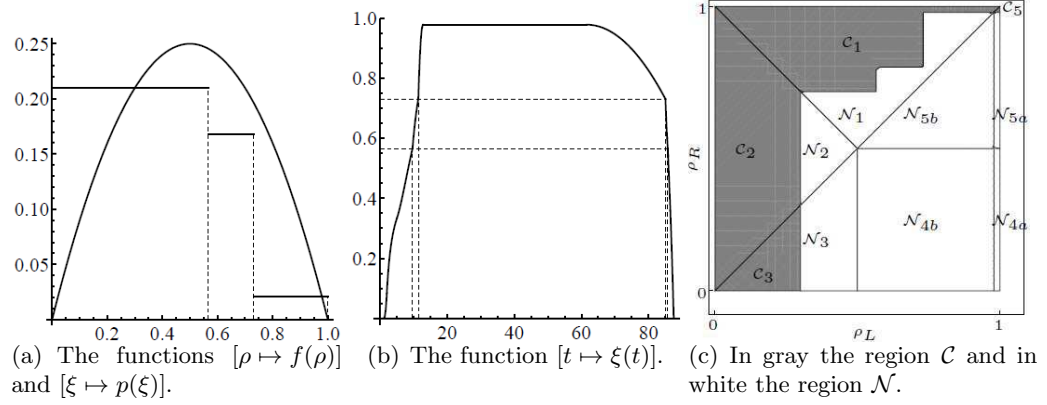 0.25
0.20
0.15
0.10
0.05
0.2
0.4
0.6
0.8
1.0
(a) The functions [ρ ↦ f(ρ)]
and [ξ ↦ p(ξ)].
1.0
0.8
0.6
0.4
0.2
0
20
40
60
80
(b) The function [t ↦ ξ(t)].
1
ρ_R
0
C_1
C_5
C_2
N_1
N_5b
N_5a
N_2
N_3
N_4b
N_4a
C_3
0
ρ_L
1
(c) In gray the region C and in
white the region N.